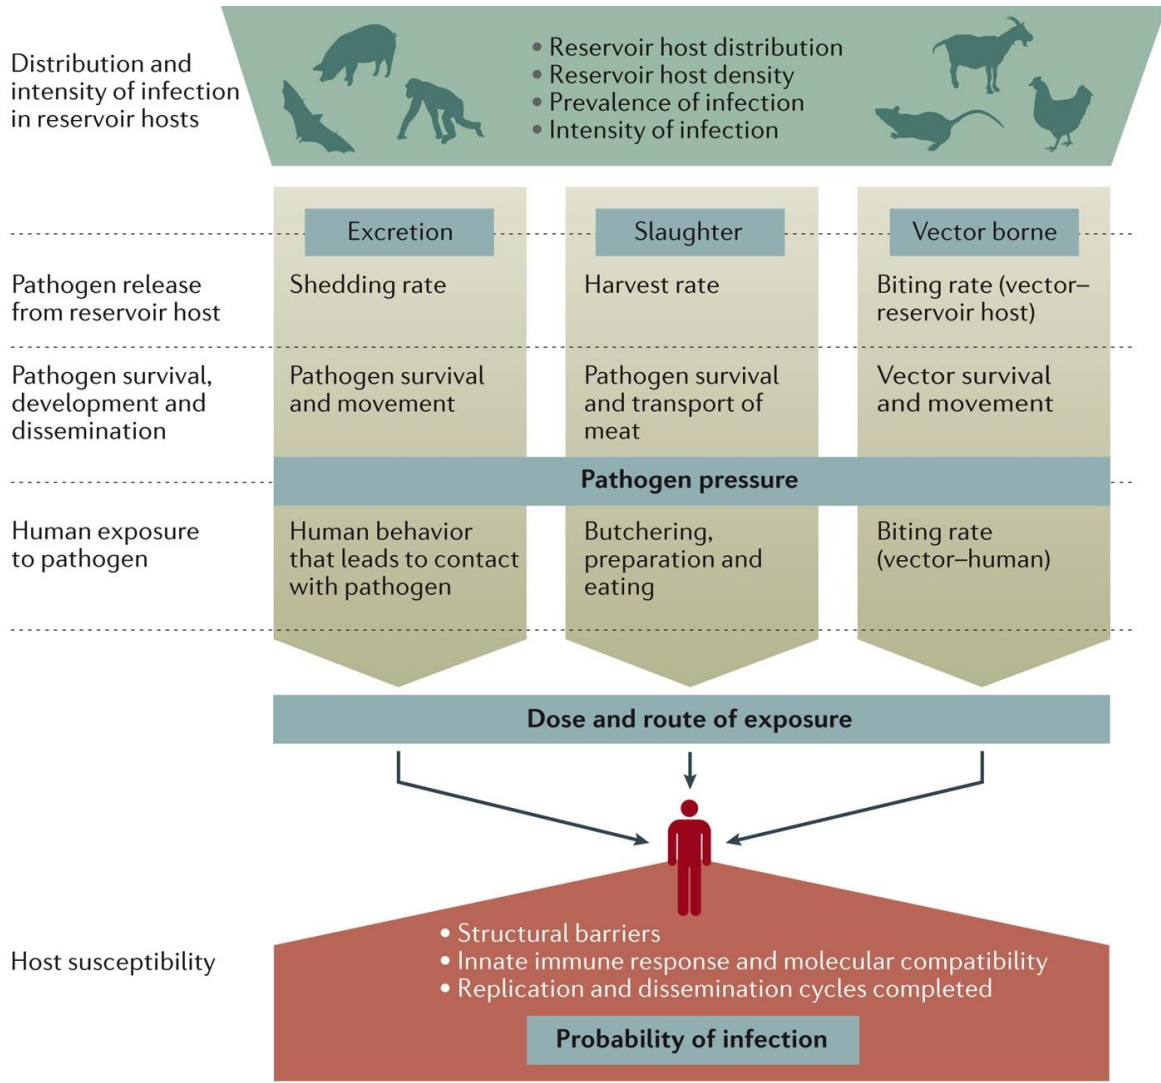 Distribution and
intensity of infection
in reservoir hosts
• Reservoir host distribution
• Reservoir host density
• Prevalence of infection
• Intensity of infection
Excretion
Slaughter
Vector borne
Pathogen release
from reservoir host
Shedding rate
Harvest rate
Biting rate (vector–
reservoir host)
Pathogen survival,
development and
dissemination
Pathogen survival
and movement
Pathogen survival
and transport of
meat
Vector survival
and movement
Pathogen pressure
Human exposure
to pathogen
Human behavior
that leads to contact
with pathogen
Butchering,
preparation and
eating
Biting rate
(vector–human)
Dose and route of exposure
Host susceptibility
• Structural barriers
• Innate immune response and molecular compatibility
• Replication and dissemination cycles completed
Probability of infection